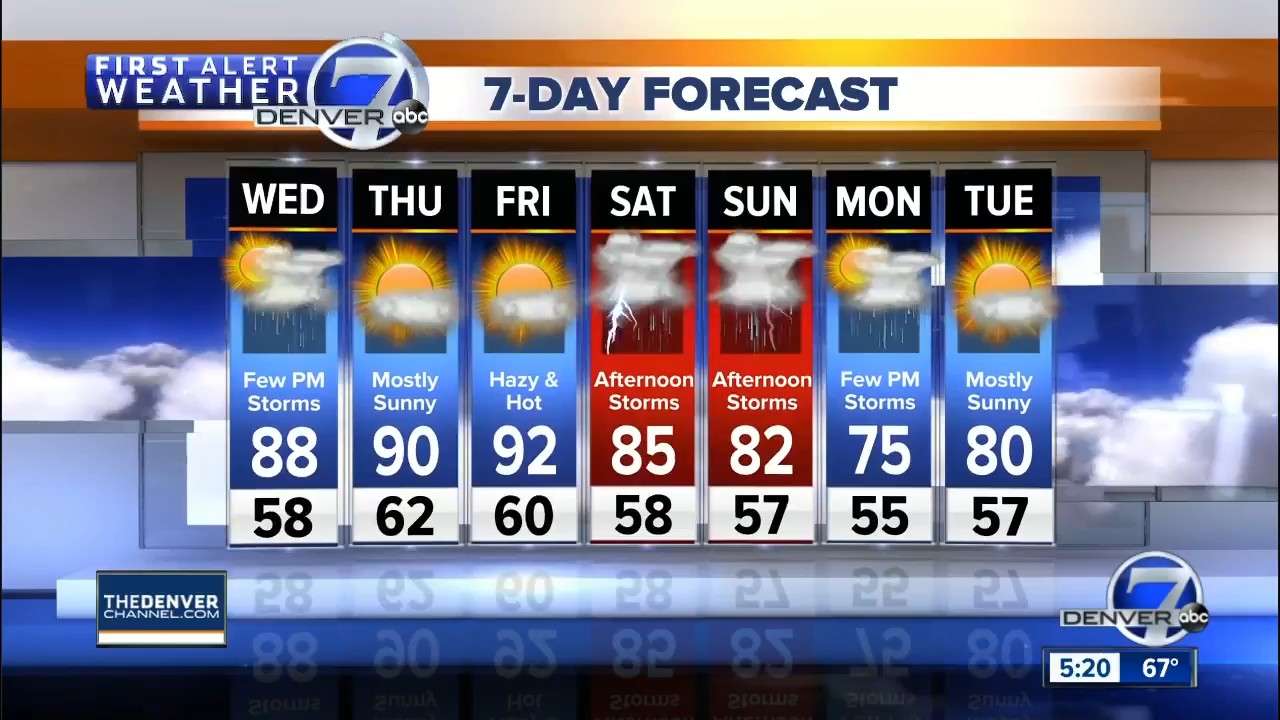 FIRST ALERT
WEATHER
7
DENVER abc
7-DAY FORECAST
WED THU FRI SAT SUN MON TUE
Few PM Mostly Hazy & Afternoon Afternoon Few PM Mostly
Storms Sunny Hot Storms Storms Storms Sunny
88 90 92 85 82 75 80
58 62 60 58 57 55 57
THEDENVER
CHANNEL.COM
7
DENVER abc
5:20 67°